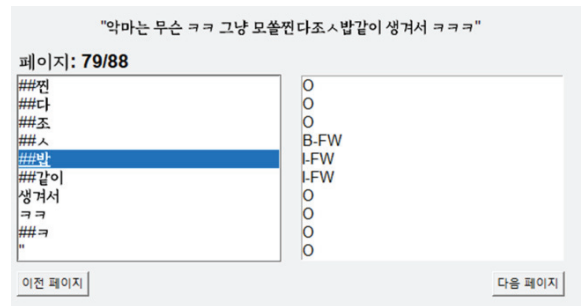 "악마는 무슨 ㅋㅋ 그냥 모쏠찐다조ㅅ밥같이 생겨서 ㅋㅋㅋ"
페이지: 79/88
##찐 O
##다 O
##조 O
##ㅅ B-FW
##밥 I-FW
##같이 I-FW
생겨서 O
ㅋㅋ O
##ㅋ O
" O
이전 페이지 다음 페이지